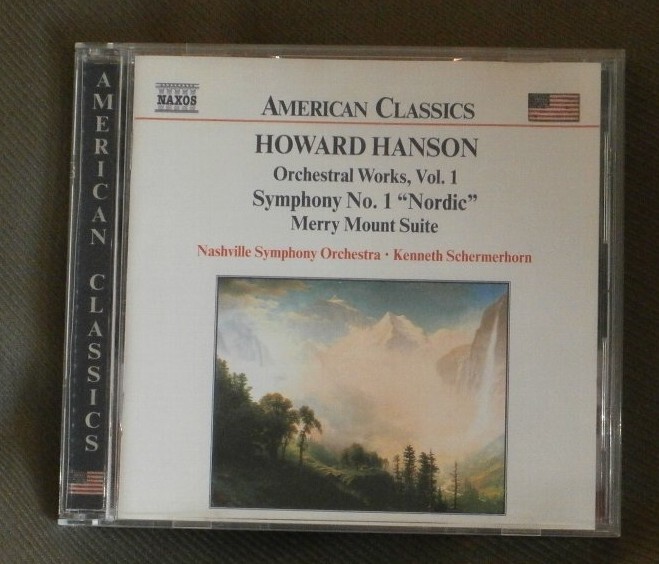 NAXOS
AMERICAN CLASSICS
HOWARD HANSON
Orchestral Works, Vol. 1
Symphony No. 1 “Nordic”
Merry Mount Suite
Nashville Symphony Orchestra · Kenneth Schermerhorn
AMERICAN CLASSICS